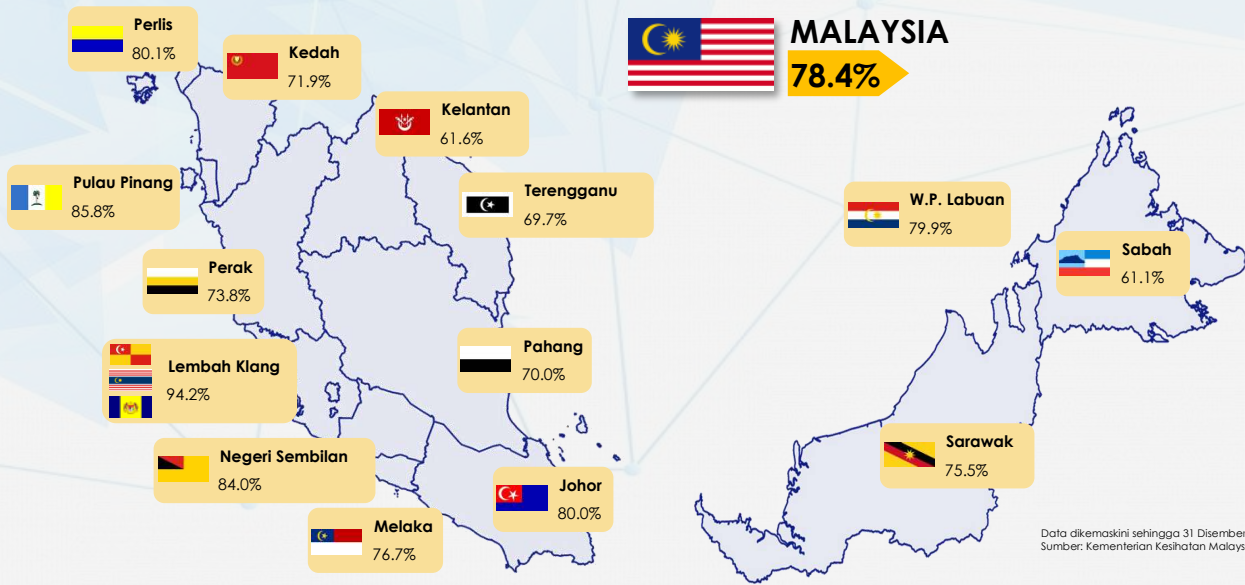 MALAYSIA
78.4%
Perlis
80.1%
Kedah
71.9%
Kelantan
61.6%
Pulau Pinang
85.8%
Terengganu
69.7%
W.P. Labuan
79.9%
Sabah
61.1%
Perak
73.8%
Lembah Klang
94.2%
Pahang
70.0%
Negeri Sembilan
84.0%
Sarawak
75.5%
Johor
80.0%
Melaka
76.7%
Data dikemaskini sehingga 31 Disember
Sumber: Kementerian Kesihatan Malays